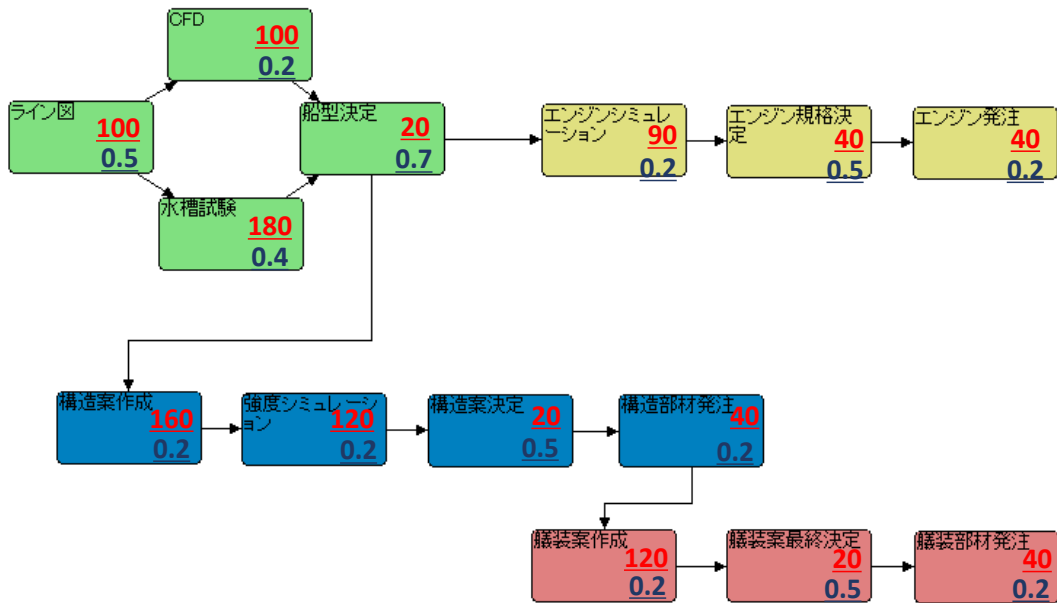 CFD
100
0.2
ライン図
100
0.5
船型決定
20
0.7
水槽試験
180
0.4
エンジンシミュレ
ーション
90
0.2
エンジン規格決
定
40
0.5
エンジン発注
40
0.2
構造案作成
160
0.2
強度シミュレーシ
ョン
120
0.2
構造案決定
20
0.5
構造部材発注
40
0.2
艤装案作成
120
0.2
艤装案最終決定
20
0.5
艤装部材発注
40
0.2